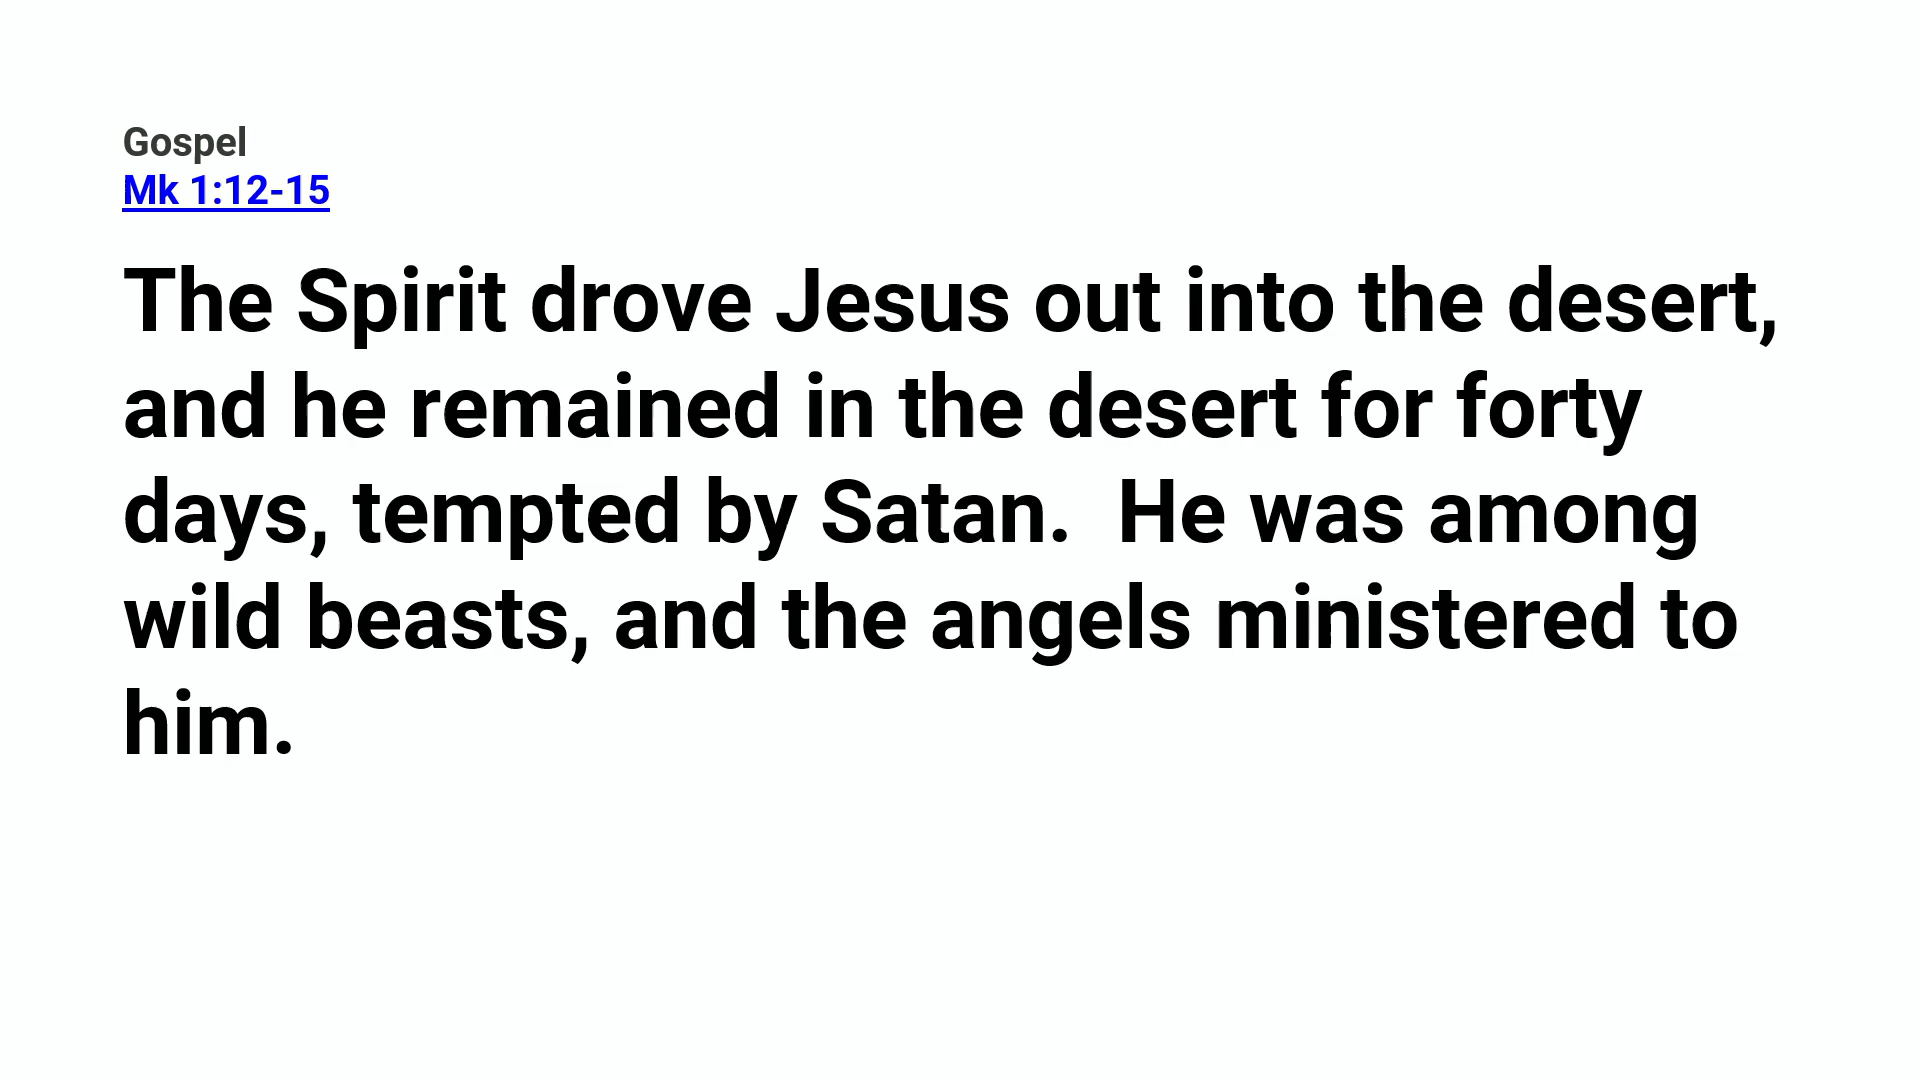 Gospel
Mk 1:12-15
The Spirit drove Jesus out into the desert,
and he remained in the desert for forty
days, tempted by Satan.  He was among
wild beasts, and the angels ministered to
him.